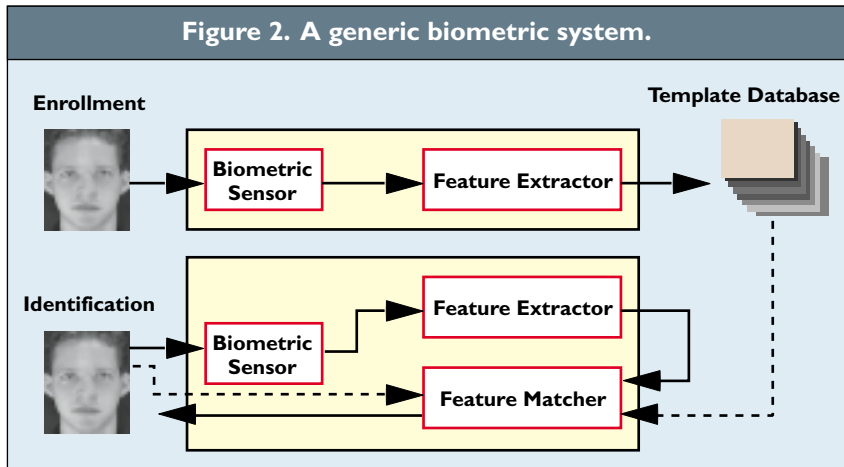 Figure 2. A generic biometric system.
Enrollment
Template Database
Biometric
Sensor
Feature Extractor
Identification
Biometric
Sensor
Feature Extractor
Feature Matcher